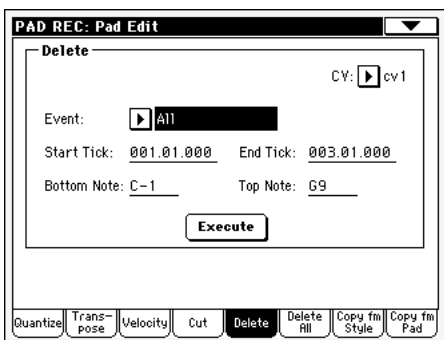 PAD REC: Pad Edit
Delete
CV: cv1
Event: All
Start Tick: 001.01.000 End Tick: 003.01.000
Bottom Note: C-1 Top Note: G9
Execute
Quantize Trans-pose Velocity Cut Delete Delete All Copy fm Style Copy fm Pad